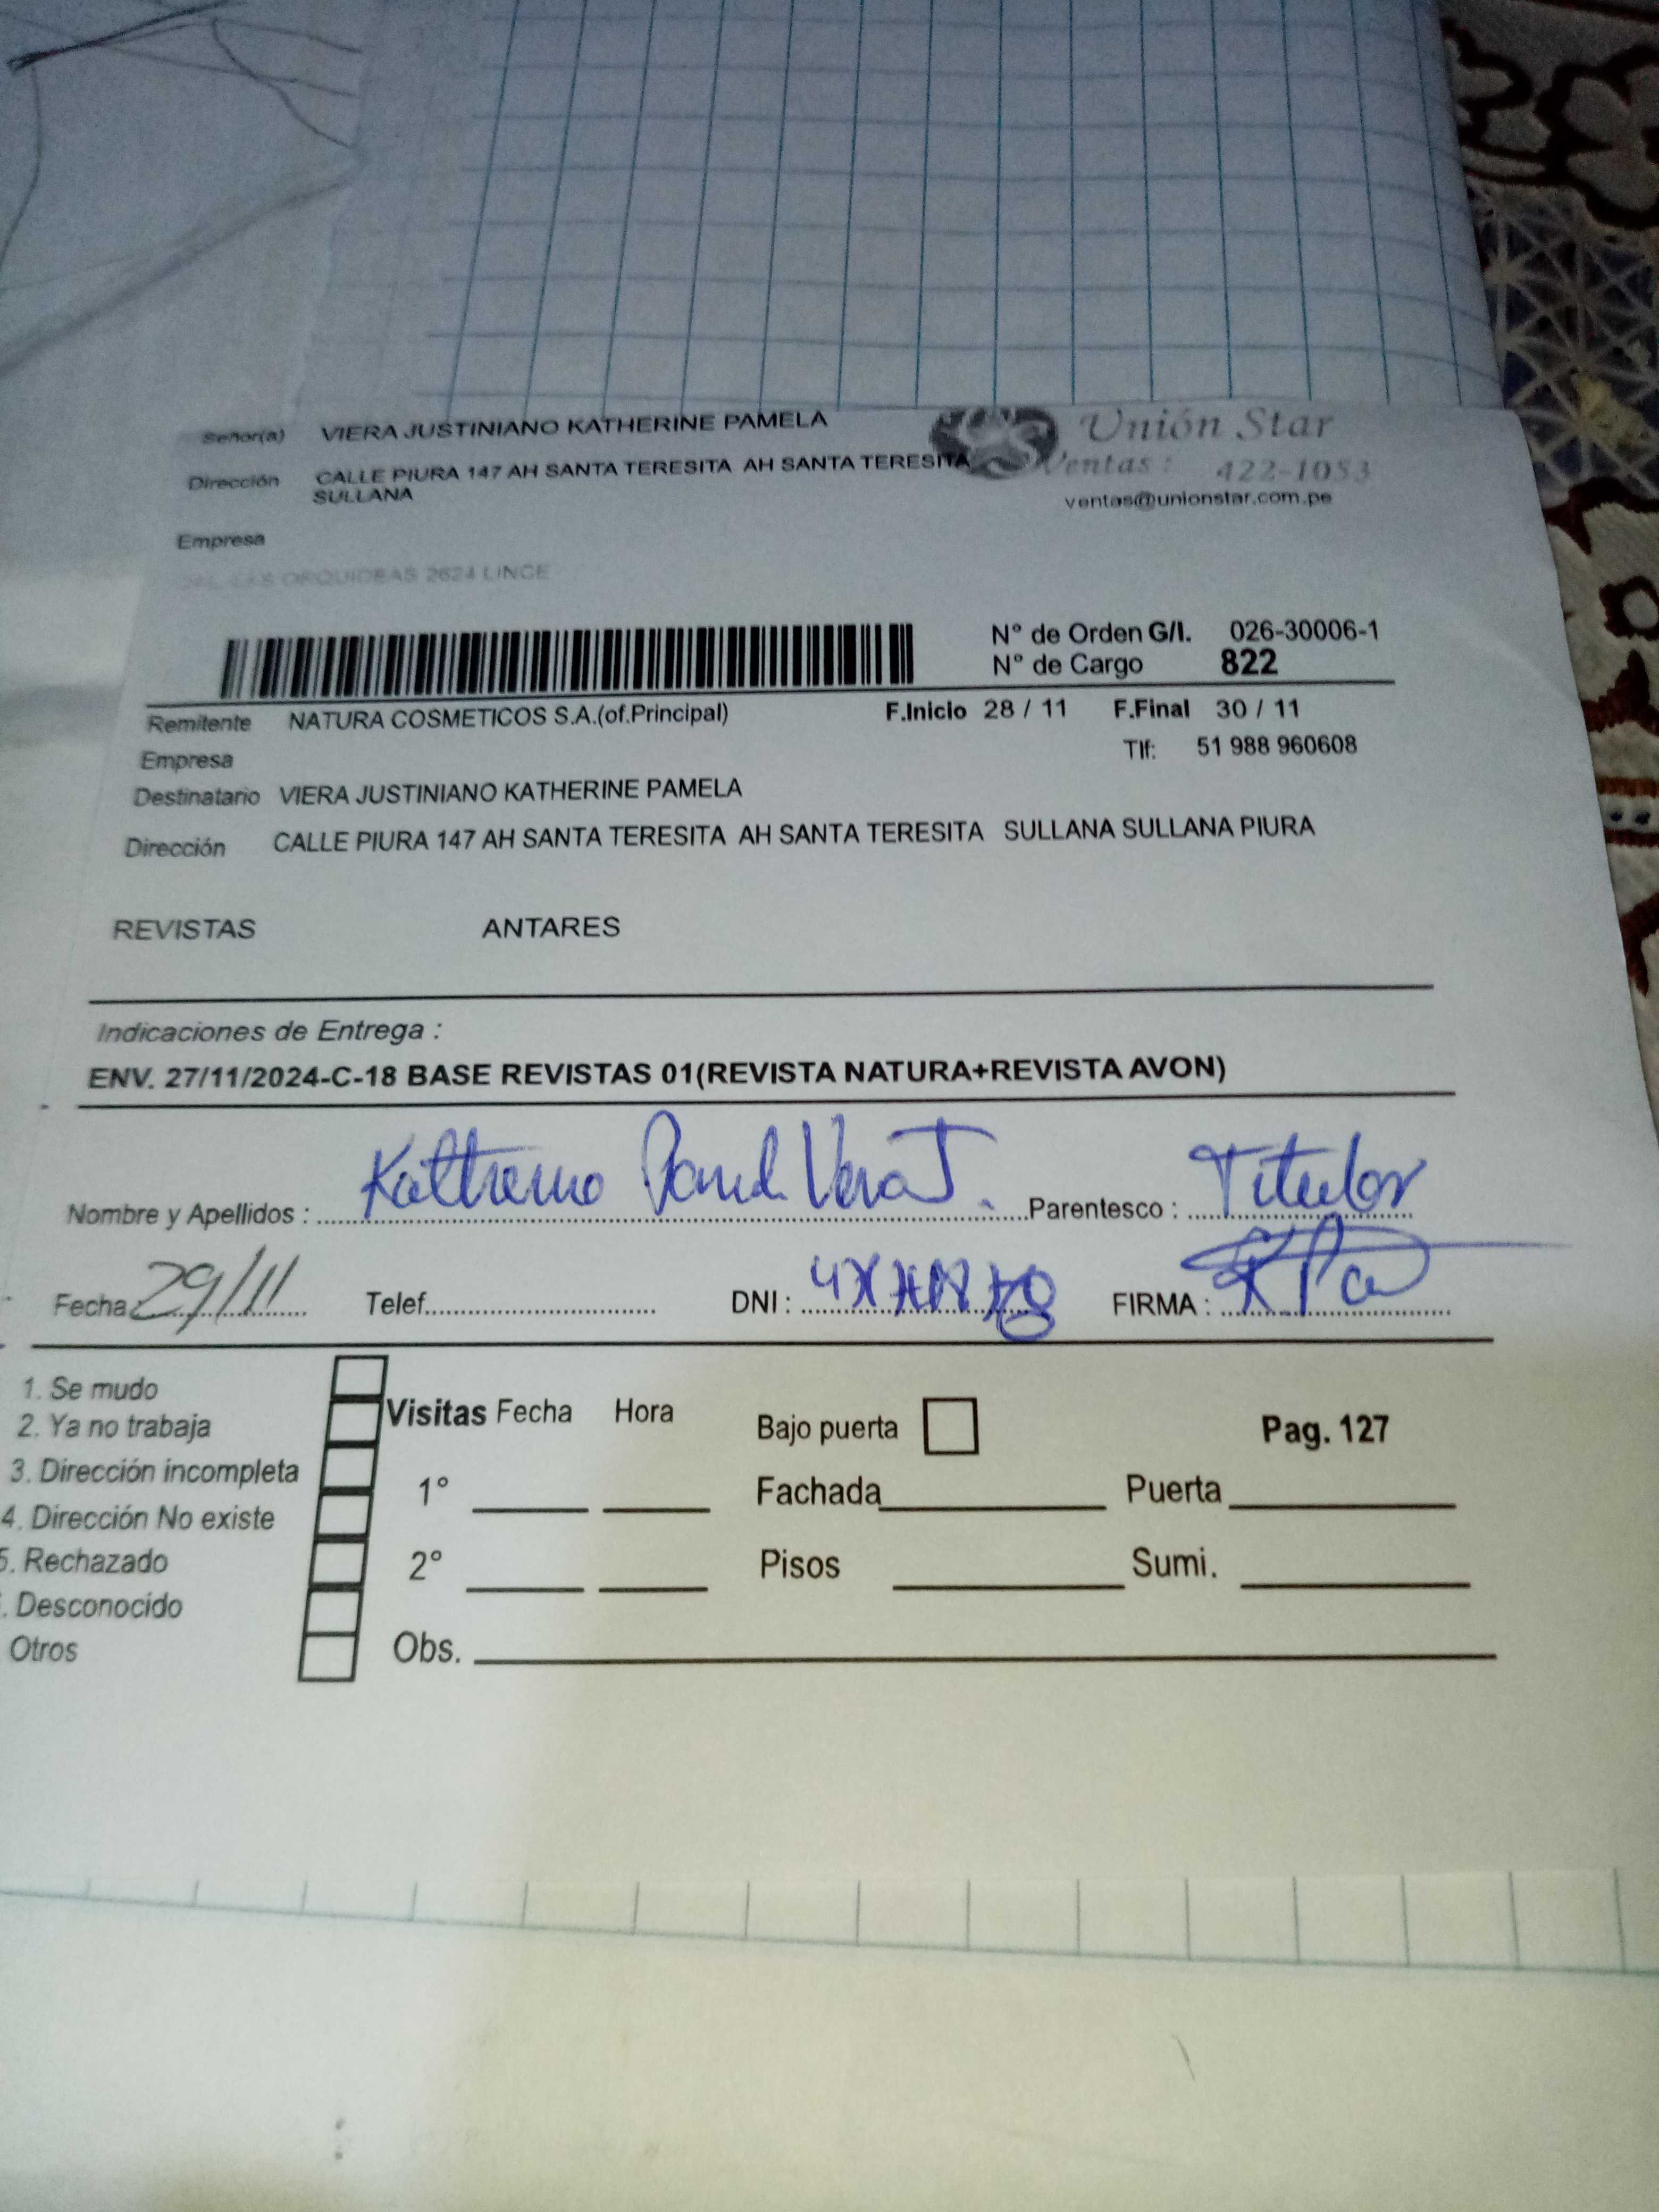 Señor(a) VIERA JUSTINIANO KATHERINE PAMELA
Unión Star
Dirección CALLE PIURA 147 AH SANTA TERESITA AH SANTA TERESITA
SULLANA
Ventas : 422-1053
ventas@unionstar.com.pe
Empresa
LAS ORQUIDEAS 2624 LINCE
N° de Orden G/I. 026-30006-1
N° de Cargo 822
Remitente NATURA COSMETICOS S.A.(of.Principal) F.Inicio 28 / 11 F.Final 30 / 11
Empresa Tlf: 51 988 960608
Destinatario VIERA JUSTINIANO KATHERINE PAMELA
Dirección CALLE PIURA 147 AH SANTA TERESITA AH SANTA TERESITA SULLANA SULLANA PIURA
REVISTAS ANTARES
Indicaciones de Entrega :
ENV. 27/11/2024-C-18 BASE REVISTAS 01(REVISTA NATURA+REVISTA AVON)
Nombre y Apellidos : Parentesco : Titular
Fecha 29/11 Telef. DNI : FIRMA :
1. Se mudo
2. Ya no trabaja
3. Dirección incompleta
4. Dirección No existe
5. Rechazado
. Desconocido
Otros
Visitas Fecha Hora
1°
2°
Obs.
Bajo puerta Pag. 127
Fachada Puerta
Pisos Sumi.